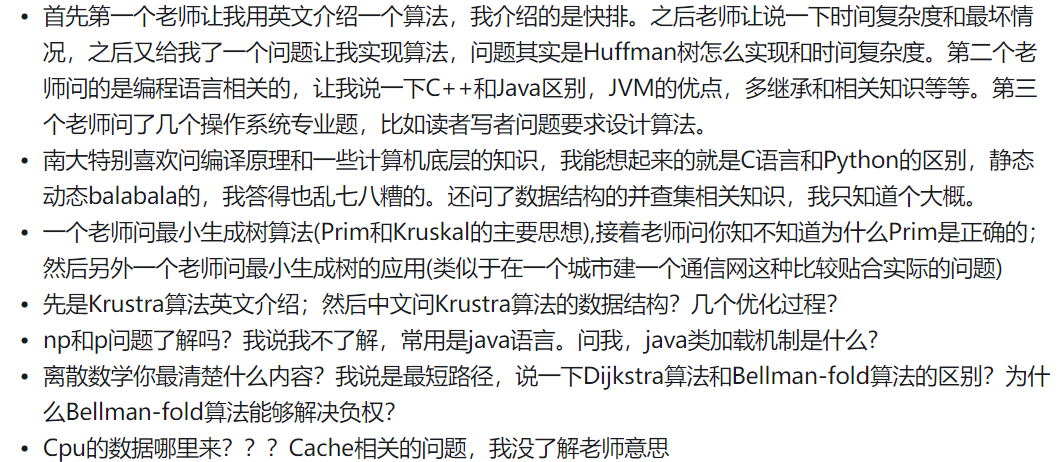 • 首先第一个老师让我用英文介绍一个算法，我介绍的是快排。之后老师让说一下时间复杂度和最坏情
况，之后又给我了一个问题让我实现算法，问题其实是Huffman树怎么实现和时间复杂度。第二个老
师问的是编程语言相关的，让我说一下C++和Java区别，JVM的优点，多继承和相关知识等等。第三
个老师问了几个操作系统专业题，比如读者写者问题要求设计算法。
• 南大特别喜欢问编译原理和一些计算机底层的知识，我能想起来的就是C语言和Python的区别，静态
动态balabala的，我答得也乱七八糟的。还问了数据结构的并查集相关知识，我只知道个大概。
• 一个老师问最小生成树算法(Prim和Kruskal的主要思想),接着老师问你知不知道为什么Prim是正确的；
然后另外一个老师问最小生成树的应用(类似于在一个城市建一个通信网这种比较贴合实际的问题)
• 先是Krustra算法英文介绍；然后中文问Krustra算法的数据结构？几个优化过程？
• np和p问题了解吗？我说我不了解，常用是java语言。问我，java类加载机制是什么？
• 离散数学你最清楚什么内容？我说是最短路径，说一下Dijkstra算法和Bellman-fold算法的区别？为什
么Bellman-fold算法能够解决负权？
• Cpu的数据哪里来？？？Cache相关的问题，我没了解老师意思